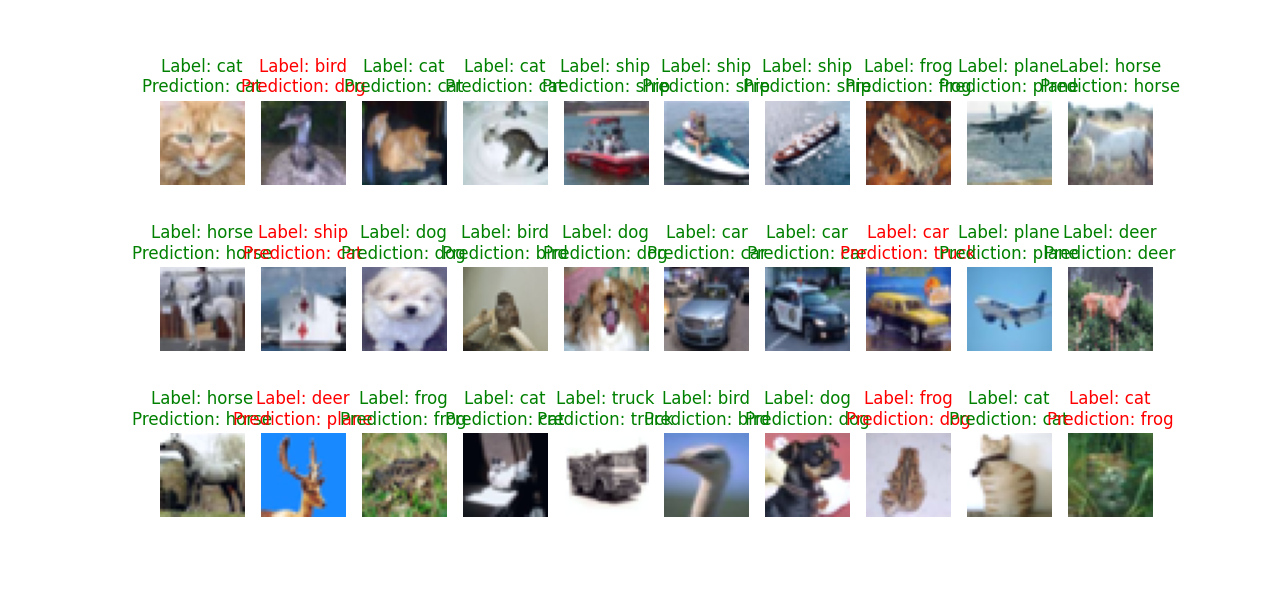 Label: cat Label: bird Label: cat Label: cat Label: ship Label: ship Label: ship Label: frog Label: plane Label: horse
Prediction: cat Prediction: dog Prediction: cat Prediction: cat Prediction: ship Prediction: ship Prediction: ship Prediction: frog Prediction: plane Prediction: horse
Label: horse Label: ship Label: dog Label: bird Label: dog Label: car Label: car Label: car Label: plane Label: deer
Prediction: horse Prediction: cat Prediction: dog Prediction: bird Prediction: dog Prediction: car Prediction: car Prediction: truck Prediction: plane Prediction: deer
Label: horse Label: deer Label: frog Label: cat Label: truck Label: bird Label: dog Label: frog Label: cat Label: cat
Prediction: horse Prediction: plane Prediction: frog Prediction: cat Prediction: truck Prediction: bird Prediction: dog Prediction: dog Prediction: cat Prediction: frog